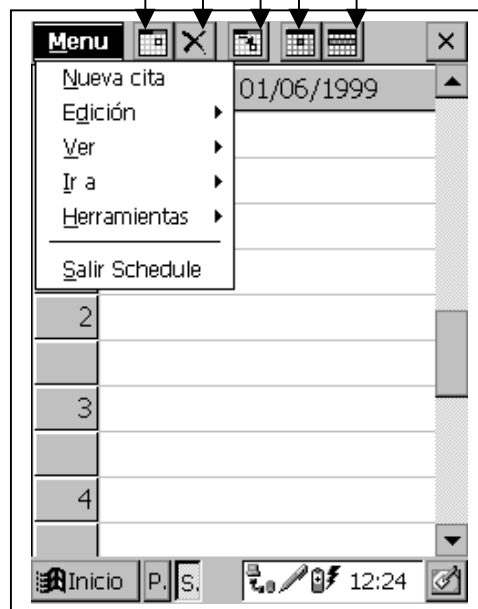 Menu
Nueva cita
01/06/1999
Edición
Ver
Ir a
Herramientas
Salir Schedule
2
3
4
Inicio P. S. 12:24